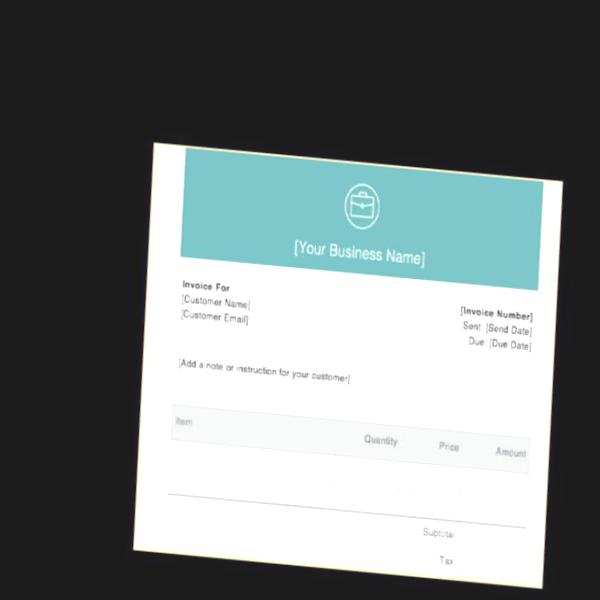 [Your Business Name]
Invoice For
[Customer Name]
[Customer Email]
[Invoice Number]
Sent: [Send Date]
Due: [Due Date]
[Add a note or instruction for your customer]
Item Quantity Price Amount
Subtotal
Tax